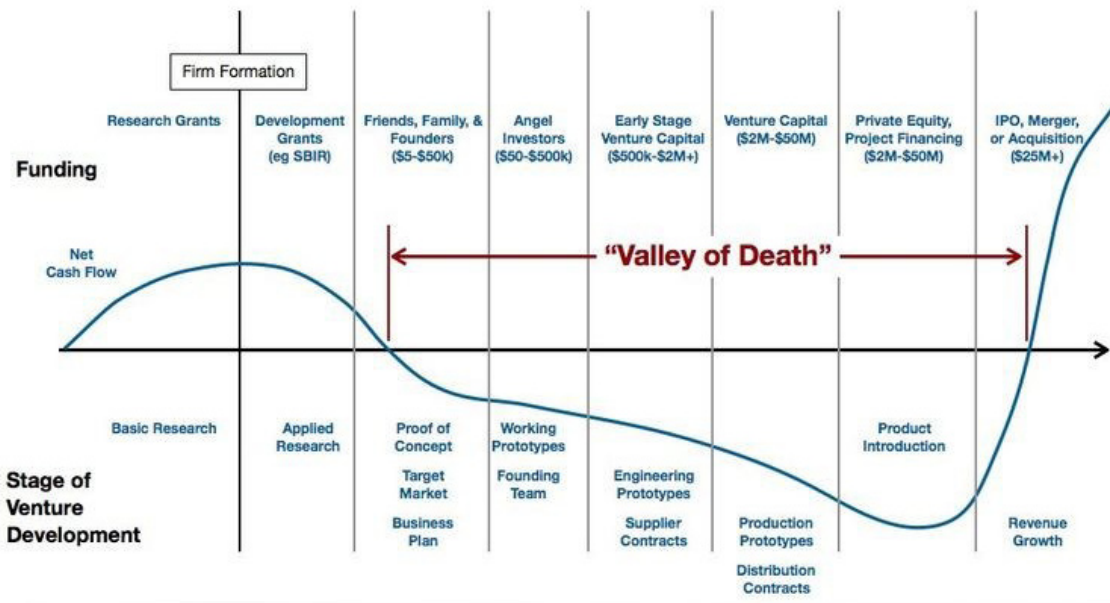 Firm Formation
Research Grants
Development
Grants
(eg SBIR)
Friends, Family, &
Founders
($5-$50k)
Angel
Investors
($50-$500k)
Early Stage
Venture Capital
($500k-$2M+)
Venture Capital
($2M-$50M)
Private Equity,
Project Financing
($2M-$50M)
IPO, Merger,
or Acquisition
($25M+)
Funding
Net
Cash Flow
“Valley of Death”
Basic Research
Applied
Research
Proof of
Concept
Target
Market
Business
Plan
Working
Prototypes
Founding
Team
Engineering
Prototypes
Supplier
Contracts
Production
Prototypes
Distribution
Contracts
Product
Introduction
Revenue
Growth
Stage of
Venture
Development